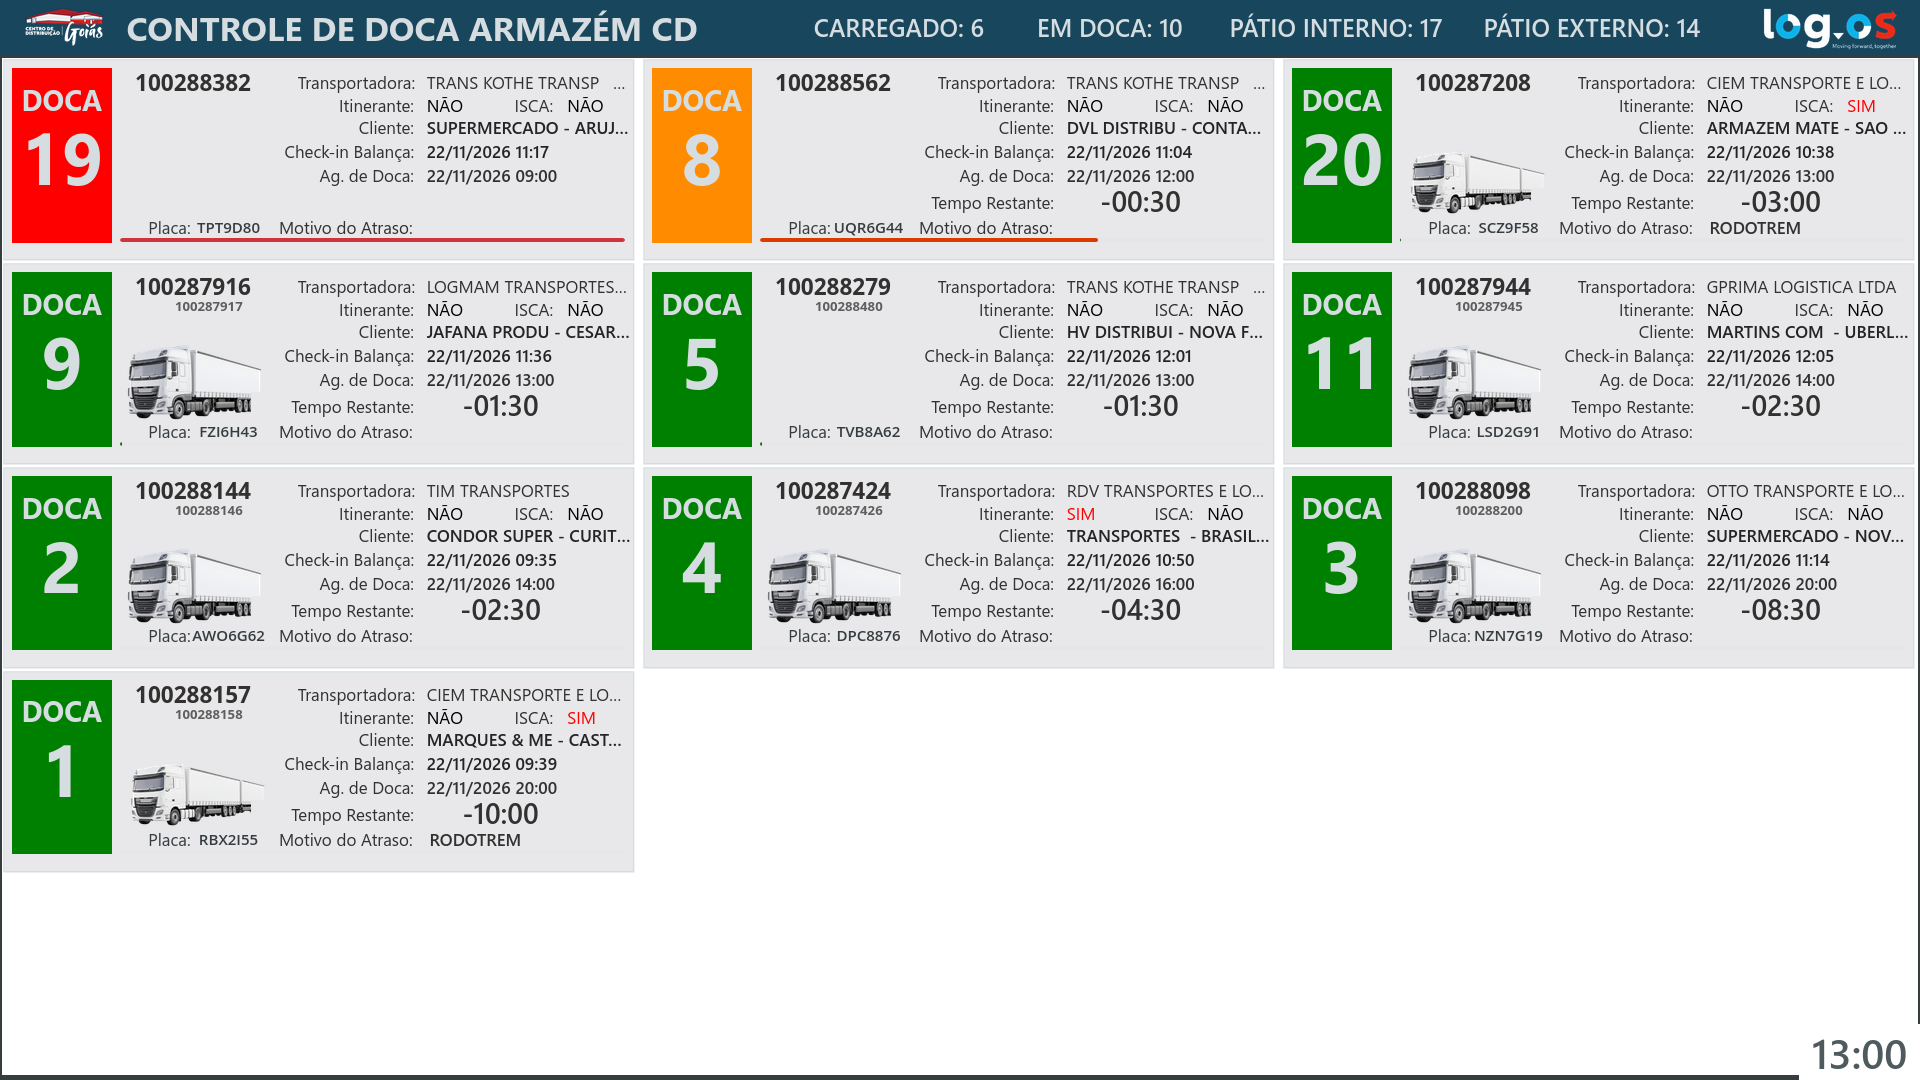 CENTRO DE DISTRIBUIÇÃO Goiás
CONTROLE DE DOCA ARMAZÉM CD
CARREGADO: 6 EM DOCA: 10 PÁTIO INTERNO: 17 PÁTIO EXTERNO: 14
log.os
Moving forward, together
DOCA 19
100288382
Transportadora: TRANS KOTHE TRANSP ...
Itinerante: NÃO ISCA: NÃO
Cliente: SUPERMERCADO - ARUJ...
Check-in Balança: 22/11/2026 11:17
Ag. de Doca: 22/11/2026 09:00
Placa: TPT9D80 Motivo do Atraso:
DOCA 8
100288562
Transportadora: TRANS KOTHE TRANSP ...
Itinerante: NÃO ISCA: NÃO
Cliente: DVL DISTRIBU - CONTA...
Check-in Balança: 22/11/2026 11:04
Ag. de Doca: 22/11/2026 12:00
Tempo Restante: -00:30
Placa: UQR6G44 Motivo do Atraso:
DOCA 20
100287208
Transportadora: CIEM TRANSPORTE E LO...
Itinerante: NÃO ISCA: SIM
Cliente: ARMAZEM MATE - SAO ...
Check-in Balança: 22/11/2026 10:38
Ag. de Doca: 22/11/2026 13:00
Tempo Restante: -03:00
Placa: SCZ9F58 Motivo do Atraso: RODOTREM
DOCA 9
100287916
100287917
Transportadora: LOGMAM TRANSPORTES...
Itinerante: NÃO ISCA: NÃO
Cliente: JAFANA PRODU - CESAR...
Check-in Balança: 22/11/2026 11:36
Ag. de Doca: 22/11/2026 13:00
Tempo Restante: -01:30
Placa: FZI6H43 Motivo do Atraso:
DOCA 5
100288279
100288480
Transportadora: TRANS KOTHE TRANSP ...
Itinerante: NÃO ISCA: NÃO
Cliente: HV DISTRIBUI - NOVA F...
Check-in Balança: 22/11/2026 12:01
Ag. de Doca: 22/11/2026 13:00
Tempo Restante: -01:30
Placa: TVB8A62 Motivo do Atraso:
DOCA 11
100287944
100287945
Transportadora: GPRIMA LOGISTICA LTDA
Itinerante: NÃO ISCA: NÃO
Cliente: MARTINS COM - UBERL...
Check-in Balança: 22/11/2026 12:05
Ag. de Doca: 22/11/2026 14:00
Tempo Restante: -02:30
Placa: LSD2G91 Motivo do Atraso:
DOCA 2
100288144
100288146
Transportadora: TIM TRANSPORTES
Itinerante: NÃO ISCA: NÃO
Cliente: CONDOR SUPER - CURIT...
Check-in Balança: 22/11/2026 09:35
Ag. de Doca: 22/11/2026 14:00
Tempo Restante: -02:30
Placa: AWO6G62 Motivo do Atraso:
DOCA 4
100287424
100287426
Transportadora: RDV TRANSPORTES E LO...
Itinerante: SIM ISCA: NÃO
Cliente: TRANSPORTES - BRASIL...
Check-in Balança: 22/11/2026 10:50
Ag. de Doca: 22/11/2026 16:00
Tempo Restante: -04:30
Placa: DPC8876 Motivo do Atraso:
DOCA 3
100288098
100288200
Transportadora: OTTO TRANSPORTE E LO...
Itinerante: NÃO ISCA: NÃO
Cliente: SUPERMERCADO - NOV...
Check-in Balança: 22/11/2026 11:14
Ag. de Doca: 22/11/2026 20:00
Tempo Restante: -08:30
Placa: NZN7G19 Motivo do Atraso:
DOCA 1
100288157
100288158
Transportadora: CIEM TRANSPORTE E LO...
Itinerante: NÃO ISCA: SIM
Cliente: MARQUES & ME - CAST...
Check-in Balança: 22/11/2026 09:39
Ag. de Doca: 22/11/2026 20:00
Tempo Restante: -10:00
Placa: RBX2I55 Motivo do Atraso: RODOTREM
13:00